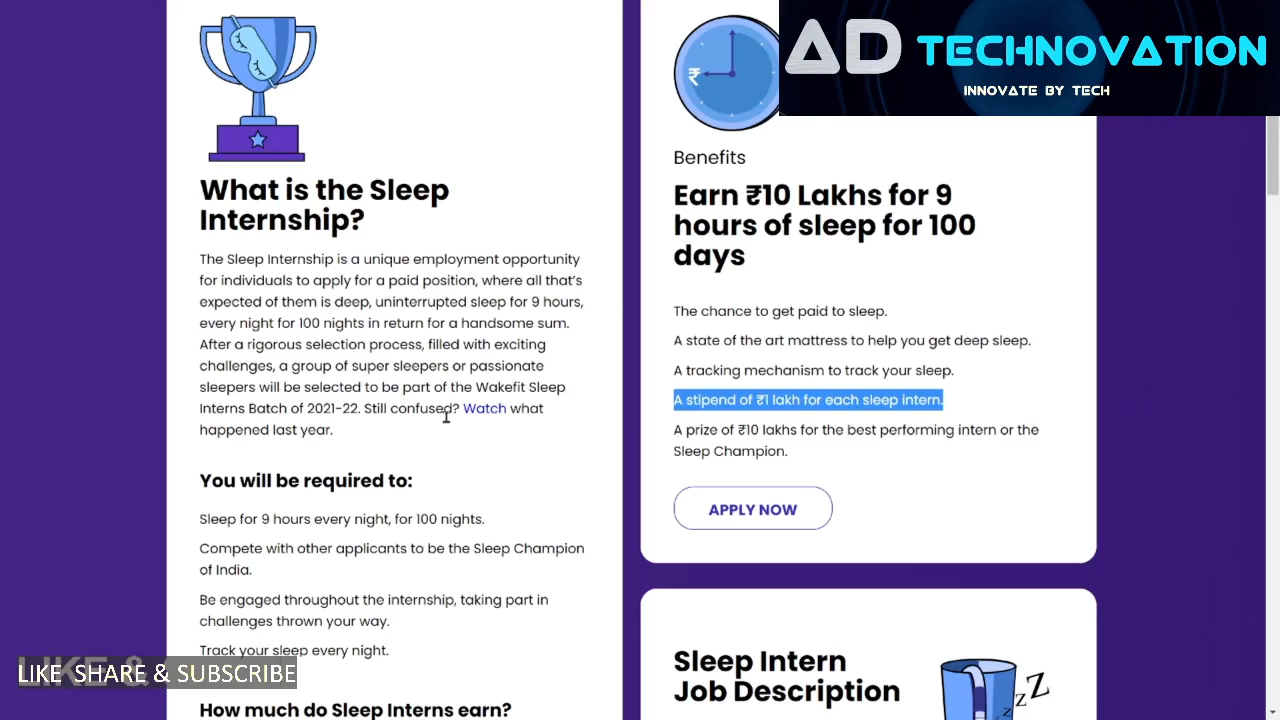 AD TECHNOVATION
INNOVATE BY TECH
What is the Sleep
Internship?
The Sleep Internship is a unique employment opportunity
for individuals to apply for a paid position, where all that's
expected of them is deep, uninterrupted sleep for 9 hours,
every night for 100 nights in return for a handsome sum.
After a rigorous selection process, filled with exciting
challenges, a group of super sleepers or passionate
sleepers will be selected to be part of the Wakefit Sleep
Interns Batch of 2021-22. Still confused? Watch what
happened last year.
You will be required to:
Sleep for 9 hours every night, for 100 nights.
Compete with other applicants to be the Sleep Champion
of India.
Be engaged throughout the internship, taking part in
challenges thrown your way.
Track your sleep every night.
LIKE &
LIKE SHARE & SUBSCRIBE
How much do Sleep Interns earn?
₹
Benefits
Earn ₹10 Lakhs for 9
hours of sleep for 100
days
The chance to get paid to sleep.
A state of the art mattress to help you get deep sleep.
A tracking mechanism to track your sleep.
A stipend of ₹1 lakh for each sleep intern.
A prize of ₹10 lakhs for the best performing intern or the
Sleep Champion.
APPLY NOW
Sleep Intern
Job Description
zzZ